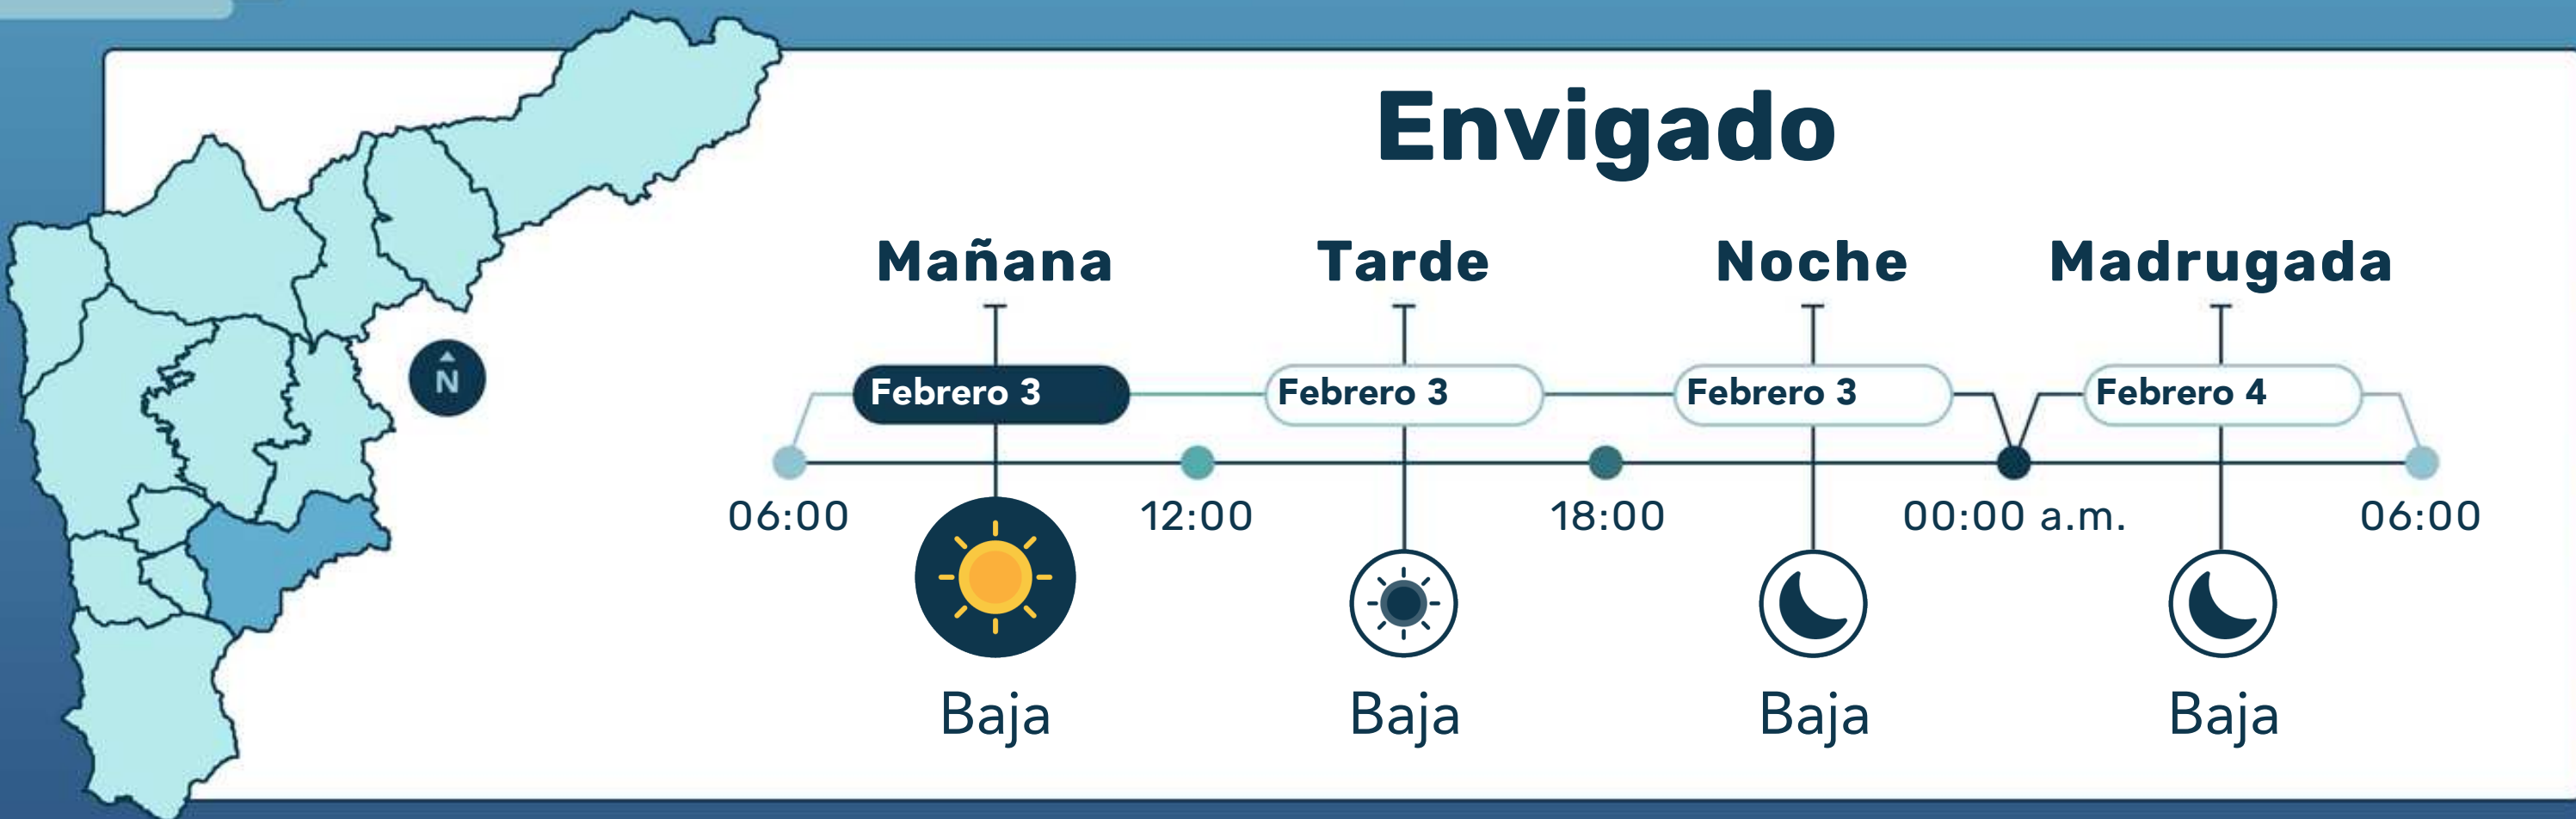 Envigado
Mañana Tarde Noche Madrugada
Febrero 3 Febrero 3 Febrero 3 Febrero 4
N
06:00 12:00 18:00 00:00 a.m. 06:00
Baja Baja Baja Baja